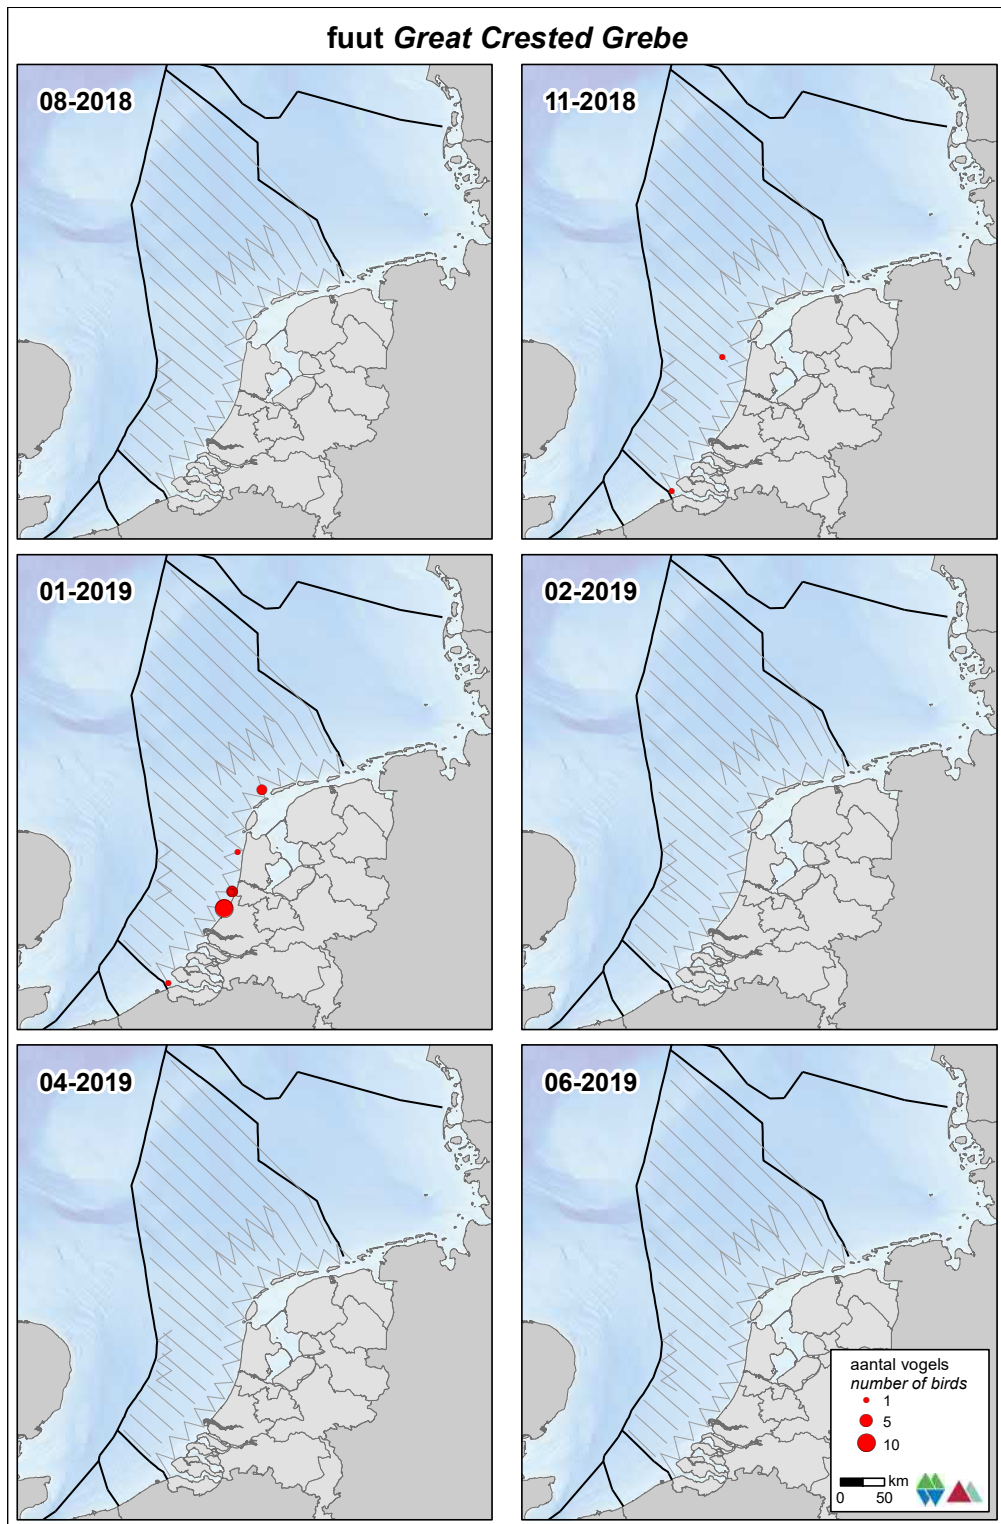 fuut Great Crested Grebe
08-2018
11-2018
01-2019
02-2019
04-2019
06-2019
aantal vogels
number of birds
1
5
10
km
0 50